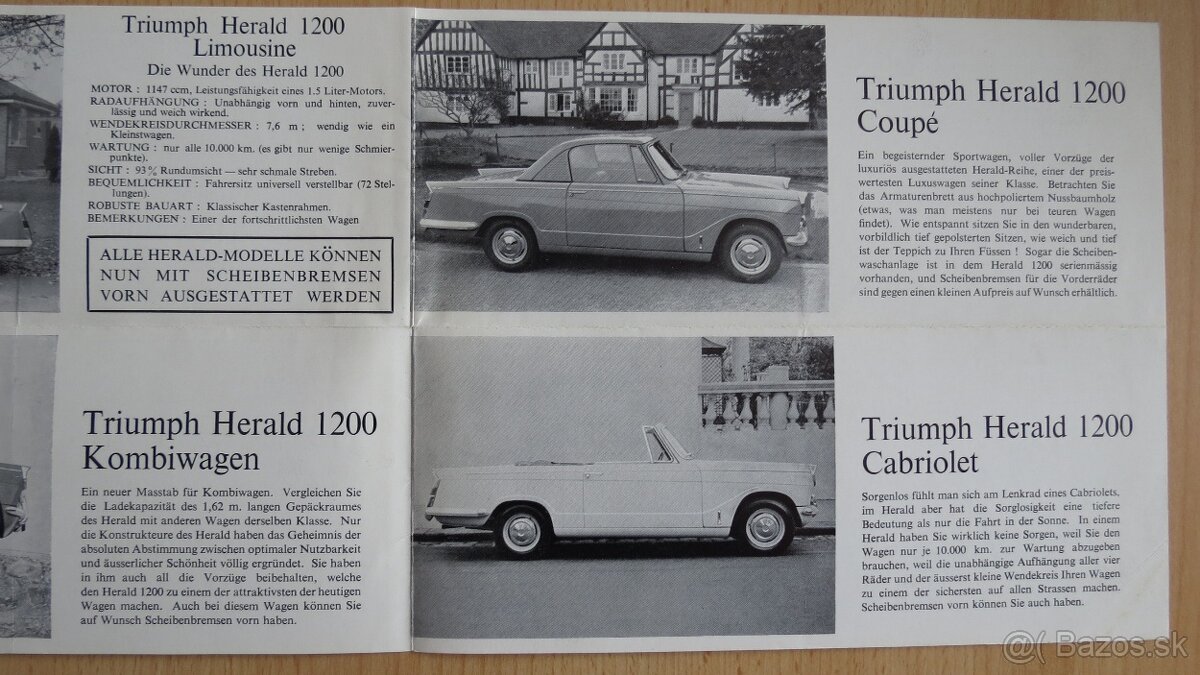 Triumph Herald 1200
Limousine
Die Wunder des Herald 1200
MOTOR : 1147 ccm, Leistungsfähigkeit eines 1.5 Liter-Motors.
RADAUFHÄNGUNG : Unabhängig vorn und hinten, zuver-
lässig und weich wirkend.
WENDEKREISDURCHMESSER : 7,6 m ; wendig wie ein
Kleinstwagen.
WARTUNG : nur alle 10.000 km. (es gibt nur wenige Schmier-
punkte).
SICHT : 93% Rundumsicht — sehr schmale Streben.
BEQUEMLICHKEIT : Fahrersitz universell verstellbar (72 Stel-
lungen).
ROBUSTE BAUART : Klassischer Kastenrahmen.
BEMERKUNGEN : Einer der fortschrittlichsten Wagen
ALLE HERALD-MODELLE KÖNNEN
NUN MIT SCHEIBENBREMSEN
VORN AUSGESTATTET WERDEN
Triumph Herald 1200
Coupé
Ein begeisternder Sportwagen, voller Vorzüge der
luxuriös ausgestatteten Herald-Reihe, einer der preis-
wertesten Luxuswagen seiner Klasse. Betrachten Sie
das Armaturenbrett aus hochpoliertem Nussbaumholz
(etwas, was man meistens nur bei teuren Wagen
findet). Wie entspannt sitzen Sie in den wunderbaren,
vorbildlich tief gepolsterten Sitzen, wie weich und tief
ist der Teppich zu Ihren Füssen ! Sogar die Scheiben-
waschanlage ist in dem Herald 1200 serienmässig
vorhanden, und Scheibenbremsen für die Vorderräder
sind gegen einen kleinen Aufpreis auf Wunsch erhältlich.
Triumph Herald 1200
Kombiwagen
Ein neuer Masstab für Kombiwagen. Vergleichen Sie
die Ladekapazität des 1,62 m. langen Gepäckraumes
des Herald mit anderen Wagen derselben Klasse. Nur
die Konstrukteure des Herald haben das Geheimnis der
absoluten Abstimmung zwischen optimaler Nutzbarkeit
und äusserlicher Schönheit völlig ergründet. Sie haben
in ihm auch all die Vorzüge beibehalten, welche
den Herald 1200 zu einem der attraktivsten der heutigen
Wagen machen. Auch bei diesem Wagen können Sie
auf Wunsch Scheibenbremsen vorn haben.
Triumph Herald 1200
Cabriolet
Sorgenlos fühlt man sich am Lenkrad eines Cabriolets,
im Herald aber hat die Sorglosigkeit eine tiefere
Bedeutung als nur die Fahrt in der Sonne. In einem
Herald haben Sie wirklich keine Sorgen, weil Sie den
Wagen nur je 10.000 km. zur Wartung abzugeben
brauchen, weil die unabhängige Aufhängung aller vier
Räder und der äusserst kleine Wendekreis Ihren Wagen
zu einem der sichersten auf allen Strassen machen.
Scheibenbremsen vorn können Sie auch haben.
Bazos.sk